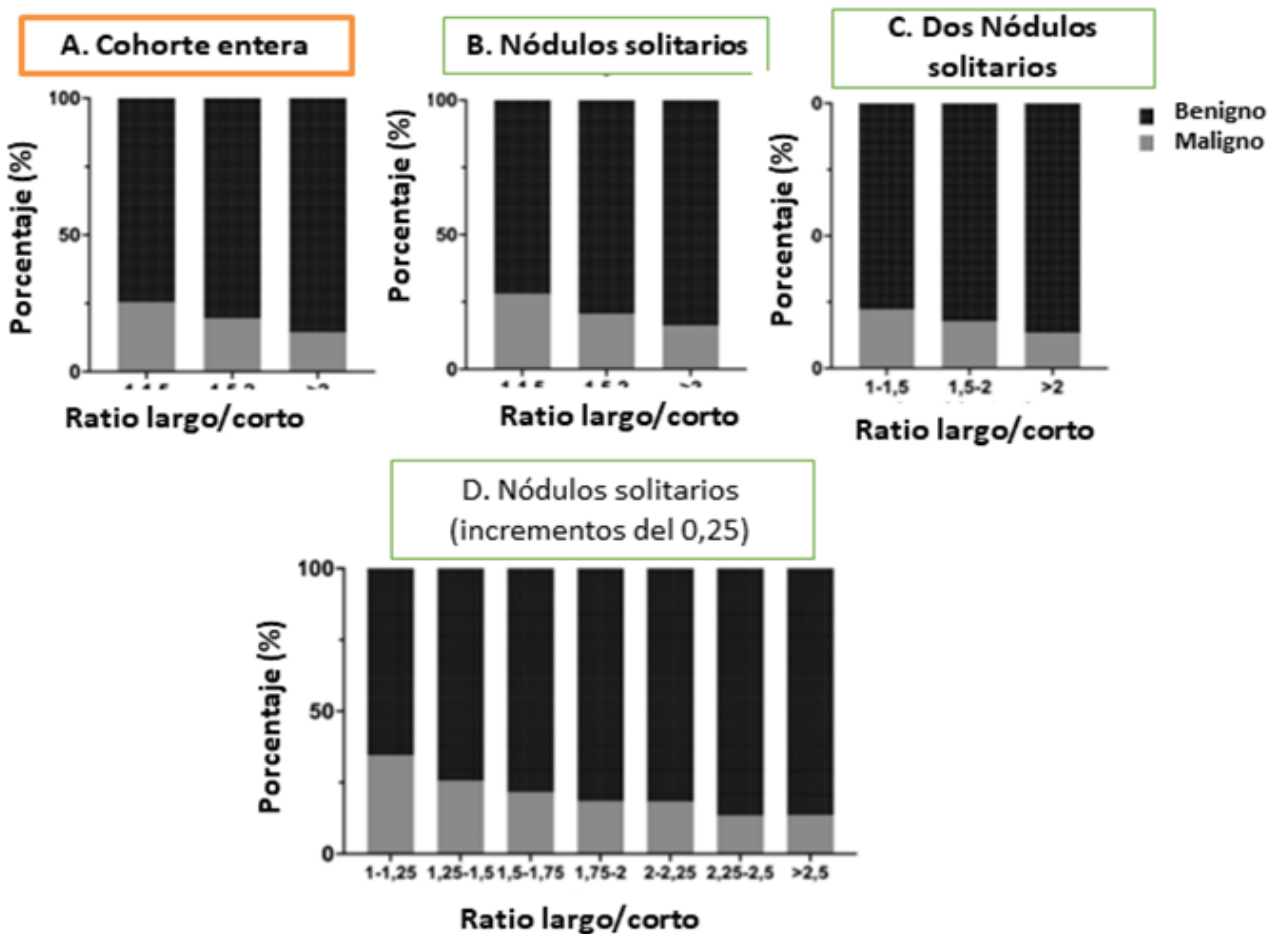 A. Cohorte entera
B. Nódulos solitarios
C. Dos Nódulos
solitarios
Benigno
Maligno
Porcentaje (%)
100
50
0
Ratio largo/corto
Porcentaje (%)
100
50
0
Ratio largo/corto
Porcentaje (%)
0
0
0
1-1,5
1,5-2
>2
Ratio largo/corto
D. Nódulos solitarios
(incrementos del 0,25)
Porcentaje (%)
100
50
0
1-1,25
1,25-1,5
1,5-1,75
1,75-2
2-2,25
2,25-2,5
>2,5
Ratio largo/corto